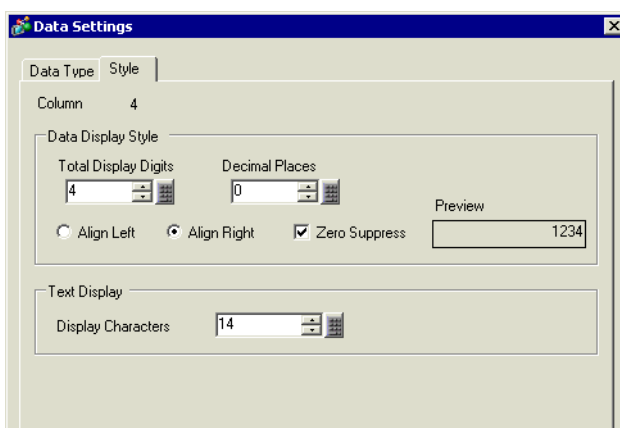 Data Settings
Data Type Style
Column 4
Data Display Style
Total Display Digits Decimal Places
4 0
Preview
Align Left Align Right Zero Suppress 1234
Text Display
Display Characters 14